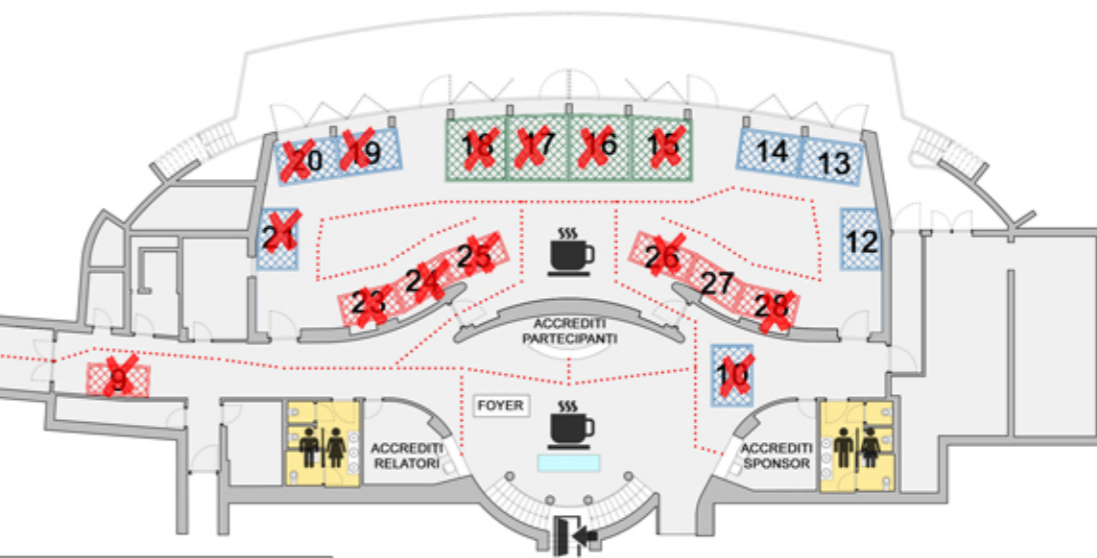 20
19
18
17
16
15
14
13
21
12
25
26
24
27
23
28
ACCREDITI
PARTECIPANTI
9
10
FOYER
ACCREDITI
RELATORI
ACCREDITI
SPONSOR